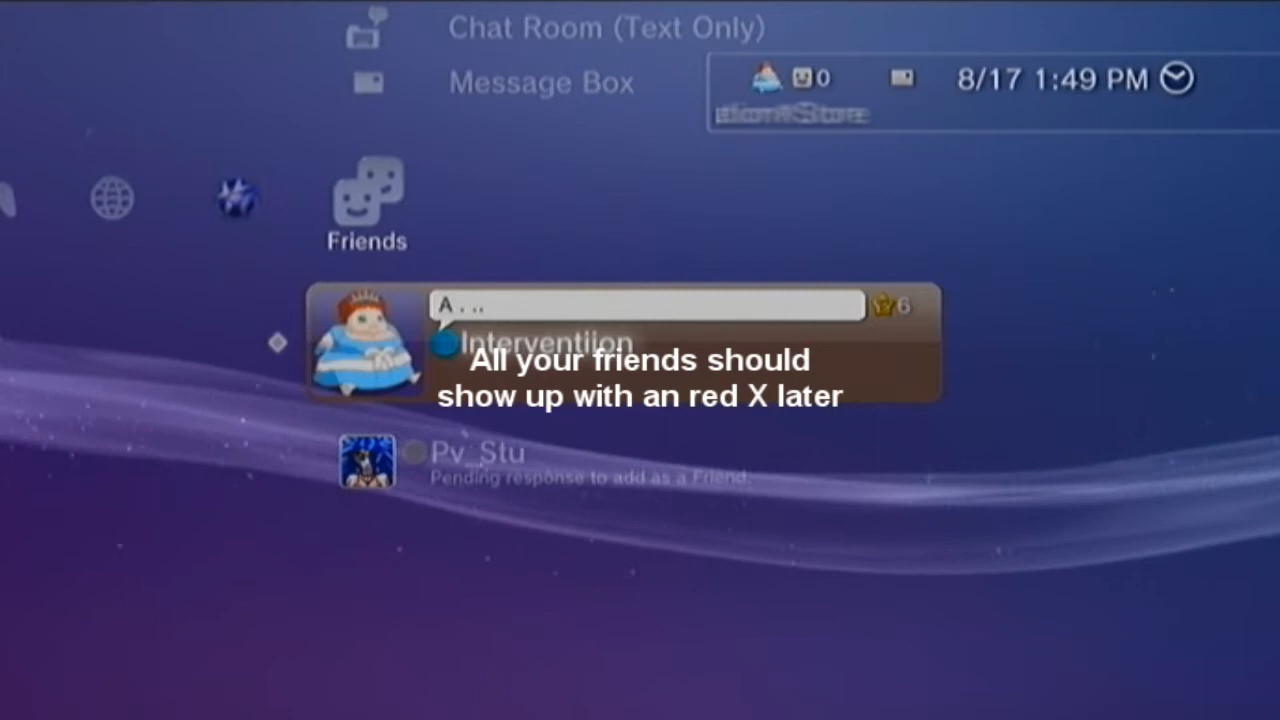 Chat Room (Text Only)
Message Box
0
8/17 1:49 PM
Friends
A . ..
6
Interventiion
All your friends should
show up with an red X later
Pv_Stu
Pending response to add as a Friend.